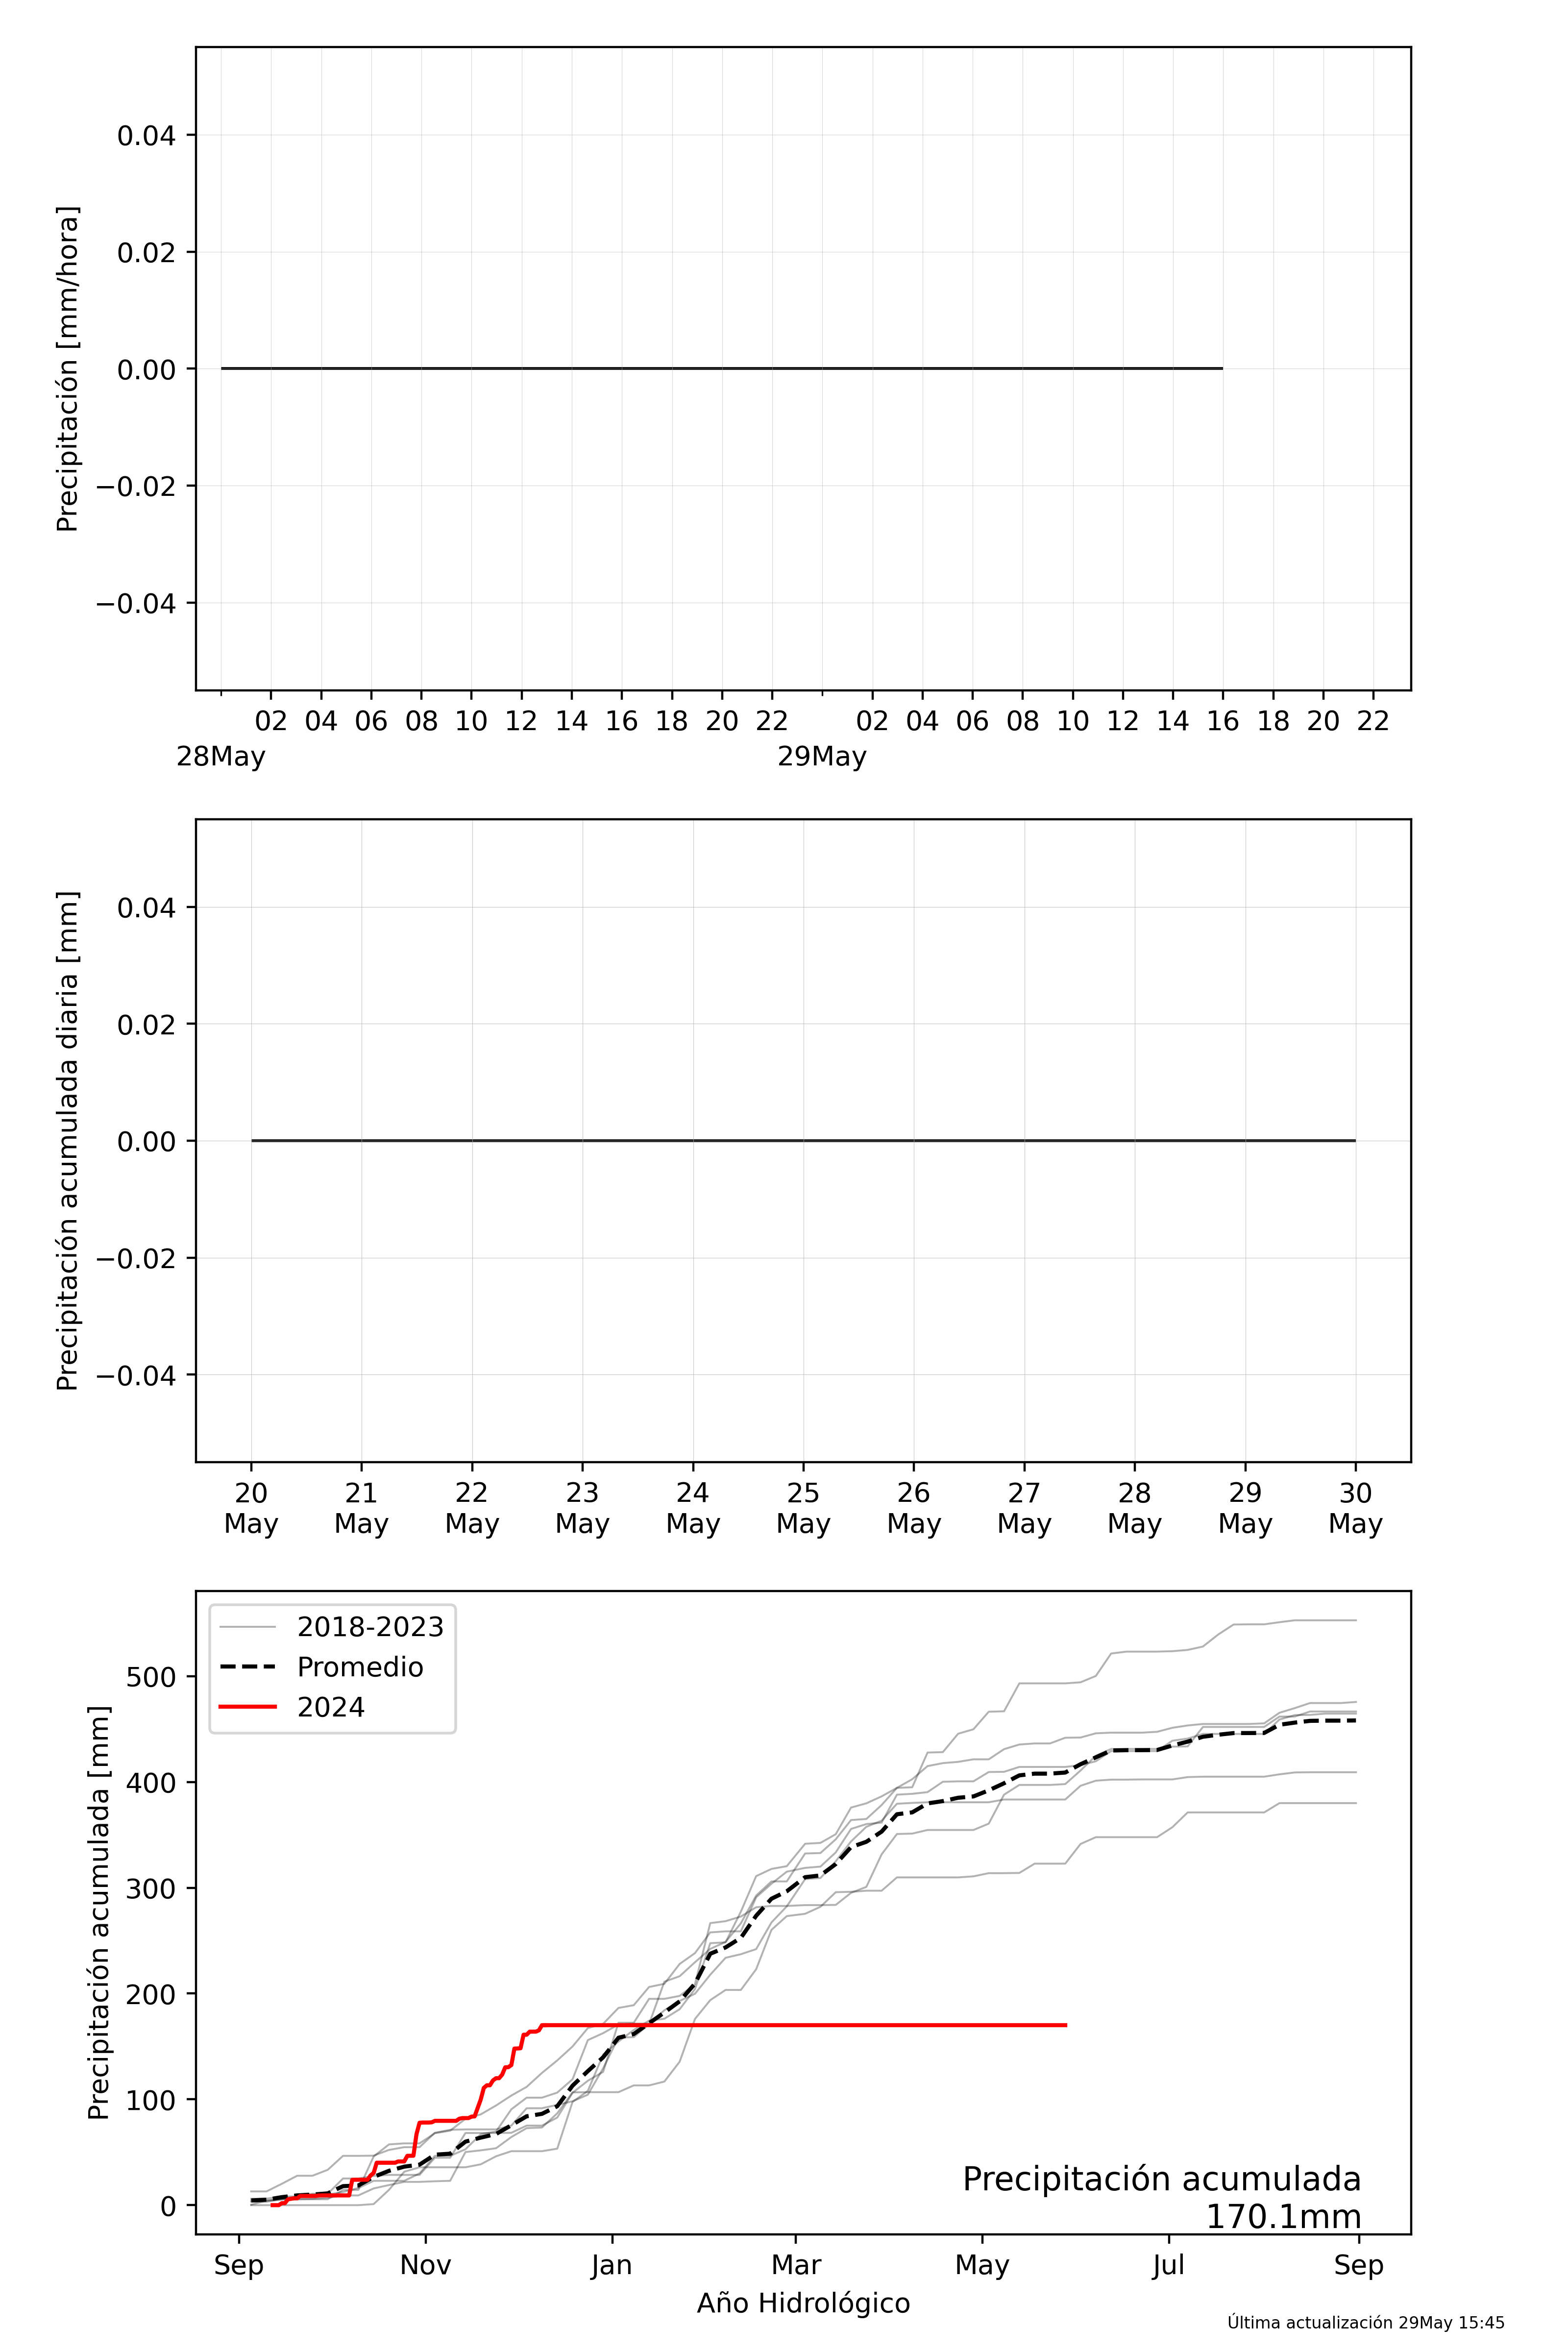 Precipitación [mm/hora]
0.04
0.02
0.00
−0.02
−0.04
02 04 06 08 10 12 14 16 18 20 22 02 04 06 08 10 12 14 16 18 20 22
28May 29May
Precipitación acumulada diaria [mm]
0.04
0.02
0.00
−0.02
−0.04
20 21 22 23 24 25 26 27 28 29 30
May May May May May May May May May May May
Precipitación acumulada [mm]
2018-2023
Promedio
2024
500
400
300
200
100
0
Precipitación acumulada
170.1mm
Sep Nov Jan Mar May Jul Sep
Año Hidrológico
Última actualización 29May 15:45